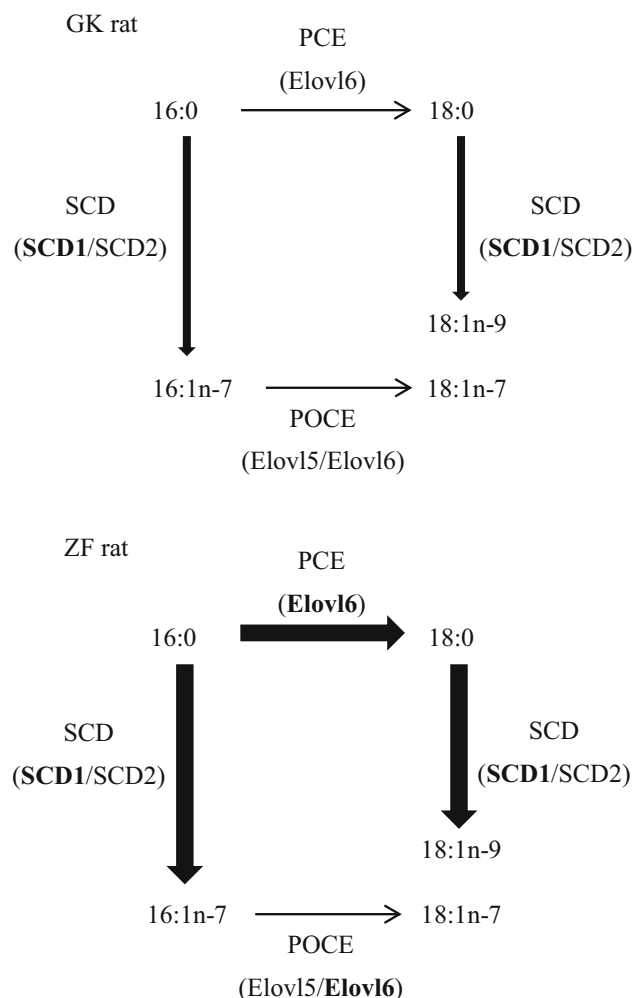 GK rat
PCE
(Elovl6)
16:0
18:0
SCD
(SCD1/SCD2)
SCD
(SCD1/SCD2)
18:1n-9
16:1n-7
18:1n-7
POCE
(Elovl5/Elovl6)
ZF rat
PCE
(Elovl6)
16:0
18:0
SCD
(SCD1/SCD2)
SCD
(SCD1/SCD2)
18:1n-9
16:1n-7
18:1n-7
POCE
(Elovl5/Elovl6)